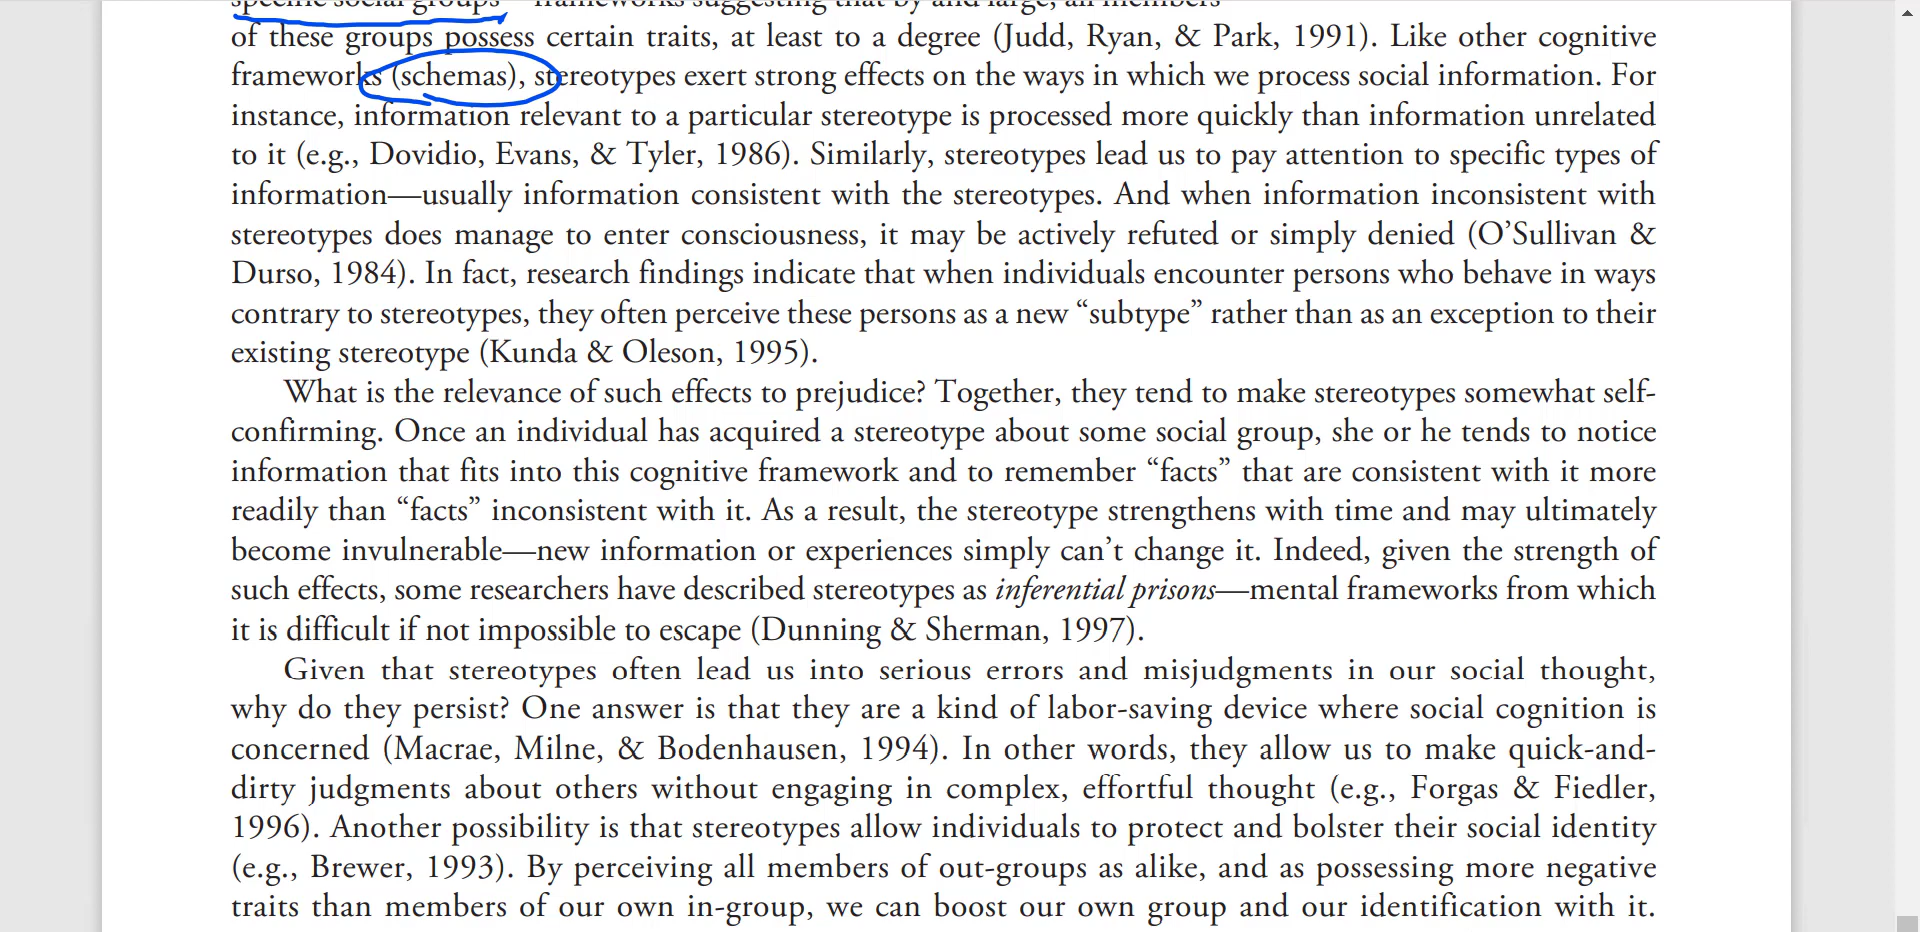 specific social groups—frameworks suggesting that by and large, all members
of these groups possess certain traits, at least to a degree (Judd, Ryan, & Park, 1991). Like other cognitive
frameworks (schemas), stereotypes exert strong effects on the ways in which we process social information. For
instance, information relevant to a particular stereotype is processed more quickly than information unrelated
to it (e.g., Dovidio, Evans, & Tyler, 1986). Similarly, stereotypes lead us to pay attention to specific types of
information—usually information consistent with the stereotypes. And when information inconsistent with
stereotypes does manage to enter consciousness, it may be actively refuted or simply denied (O’Sullivan &
Durso, 1984). In fact, research findings indicate that when individuals encounter persons who behave in ways
contrary to stereotypes, they often perceive these persons as a new “subtype” rather than as an exception to their
existing stereotype (Kunda & Oleson, 1995).
What is the relevance of such effects to prejudice? Together, they tend to make stereotypes somewhat self-
confirming. Once an individual has acquired a stereotype about some social group, she or he tends to notice
information that fits into this cognitive framework and to remember “facts” that are consistent with it more
readily than “facts” inconsistent with it. As a result, the stereotype strengthens with time and may ultimately
become invulnerable—new information or experiences simply can’t change it. Indeed, given the strength of
such effects, some researchers have described stereotypes as inferential prisons—mental frameworks from which
it is difficult if not impossible to escape (Dunning & Sherman, 1997).
Given that stereotypes often lead us into serious errors and misjudgments in our social thought,
why do they persist? One answer is that they are a kind of labor-saving device where social cognition is
concerned (Macrae, Milne, & Bodenhausen, 1994). In other words, they allow us to make quick-and-
dirty judgments about others without engaging in complex, effortful thought (e.g., Forgas & Fiedler,
1996). Another possibility is that stereotypes allow individuals to protect and bolster their social identity
(e.g., Brewer, 1993). By perceiving all members of out-groups as alike, and as possessing more negative
traits than members of our own in-group, we can boost our own group and our identification with it.